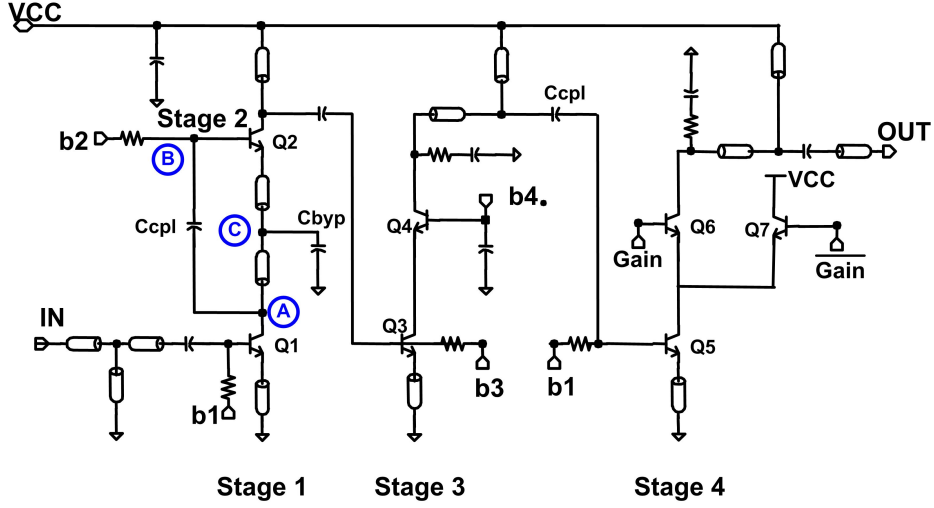 VCC
Stage 2
Ccpl
b2
Q2
B
OUT
VCC
b4.
Ccpl
C
Cbyp
Q4
Q6
Q7
Gain
Gain
A
IN
Q1
Q3
Q5
b1
b3
b1
Stage 1
Stage 3
Stage 4